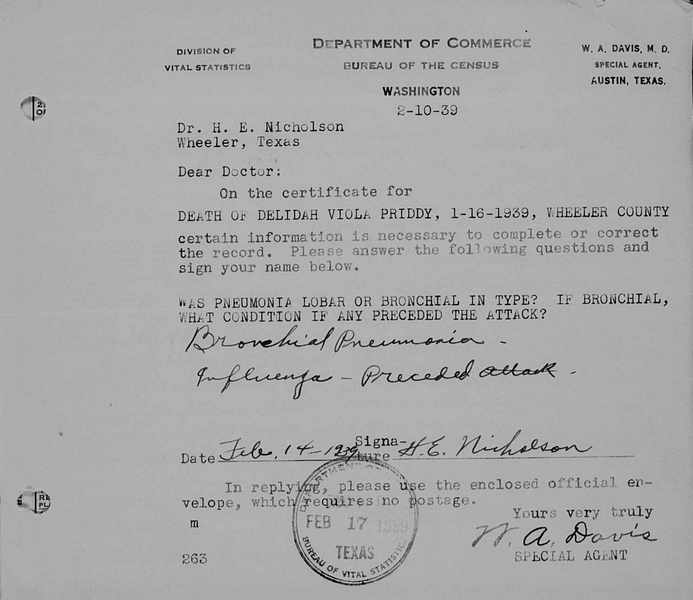 DIVISION OF
VITAL STATISTICS
DEPARTMENT OF COMMERCE
BUREAU OF THE CENSUS
WASHINGTON
W. A. DAVIS, M. D.
SPECIAL AGENT,
AUSTIN, TEXAS.
2-10-39
Dr. H. E. Nicholson
Wheeler, Texas
Dear Doctor:
On the certificate for
DEATH OF DELIDAH VIOLA PRIDDY, 1-16-1939, WHEELER COUNTY
certain information is necessary to complete or correct
the record. Please answer the following questions and
sign your name below.
WAS PNEUMONIA LOBAR OR BRONCHIAL IN TYPE? IF BRONCHIAL,
WHAT CONDITION IF ANY PRECEDED THE ATTACK?
Bronchial Pneumonia -
Influenza - Preceded attack -
Date Feb. 14-1939 Signa-
ture H.E. Nicholson
In replying, please use the enclosed official en-
velope, which requires no postage.
m
Yours very truly
W. A. Davis
263
SPECIAL AGENT
DEPARTMENT OF
FEB 17 1939
TEXAS
BUREAU OF VITAL STATISTIC